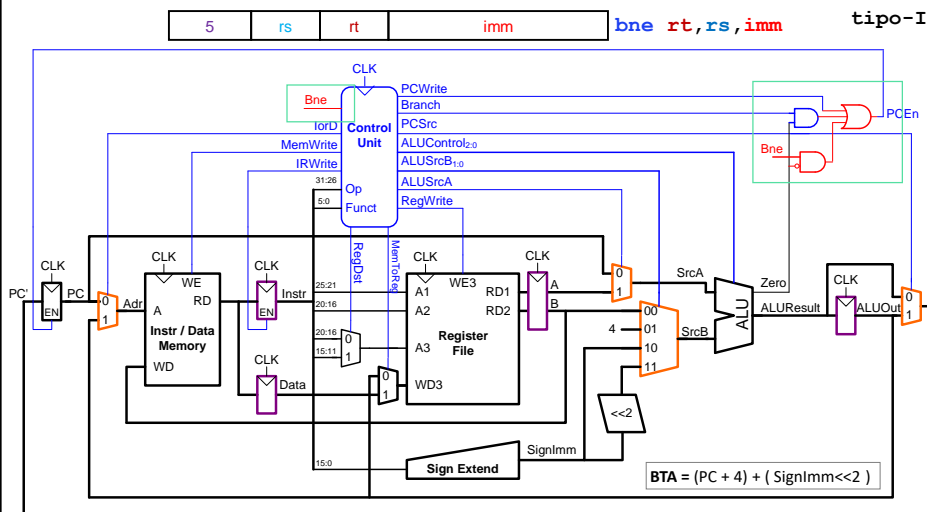 tipo-I
5 rs rt imm bne rt,rs,imm
CLK
PCWrite
Bne
Branch
PCEn
IorD
Control
Unit
PCSrc
MemWrite
ALUControl2:0
Bne
IRWrite
ALUSrcB1:0
31:26
Op
ALUSrcA
5:0
Funct
RegWrite
RegDst
MemToReg
CLK
CLK
CLK
CLK
CLK
CLK
PC'
PC
EN
0
1
Adr
WE
RD
A
Instr / Data
Memory
WD
EN
Instr
25:21
A1
WE3
RD1
A
0
1
SrcA
Zero
20:16
A2
RD2
B
00
ALU
ALUResult
ALUOut
0
1
4
01
SrcB
20:16
0
Register
File
15:11
1
A3
10
CLK
Data
0
1
WD3
11
<<2
SignImm
15:0
Sign Extend
BTA = (PC + 4) + ( SignImm<<2 )